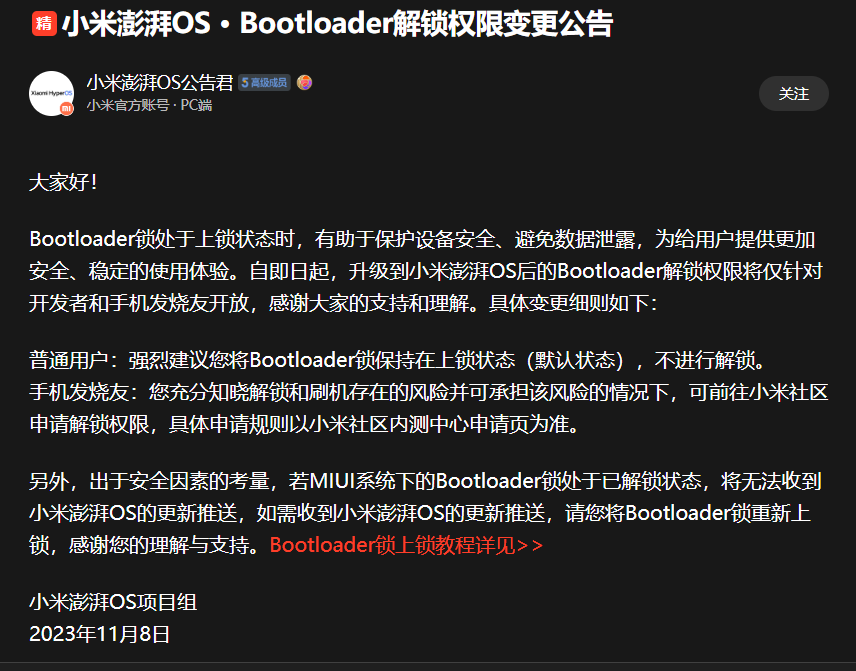 精 小米澎湃OS·Bootloader解锁权限变更公告
Xiaomi HyperOS
mi
小米澎湃OS公告君 5 高级成员
小米官方账号 · PC端
关注
大家好！
Bootloader锁处于上锁状态时，有助于保护设备安全、避免数据泄露，为给用户提供更加
安全、稳定的使用体验。自即日起，升级到小米澎湃OS后的Bootloader解锁权限将仅针对
开发者和手机发烧友开放，感谢大家的支持和理解。具体变更细则如下：
普通用户：强烈建议您将Bootloader锁保持在上锁状态（默认状态），不进行解锁。
手机发烧友：您充分知晓解锁和刷机存在的风险并可承担该风险的情况下，可前往小米社区
申请解锁权限，具体申请规则以小米社区内测中心申请页为准。
另外，出于安全因素的考量，若MIUI系统下的Bootloader锁处于已解锁状态，将无法收到
小米澎湃OS的更新推送，如需收到小米澎湃OS的更新推送，请您将Bootloader锁重新上
锁，感谢您的理解与支持。Bootloader锁上锁教程详见>>
小米澎湃OS项目组
2023年11月8日